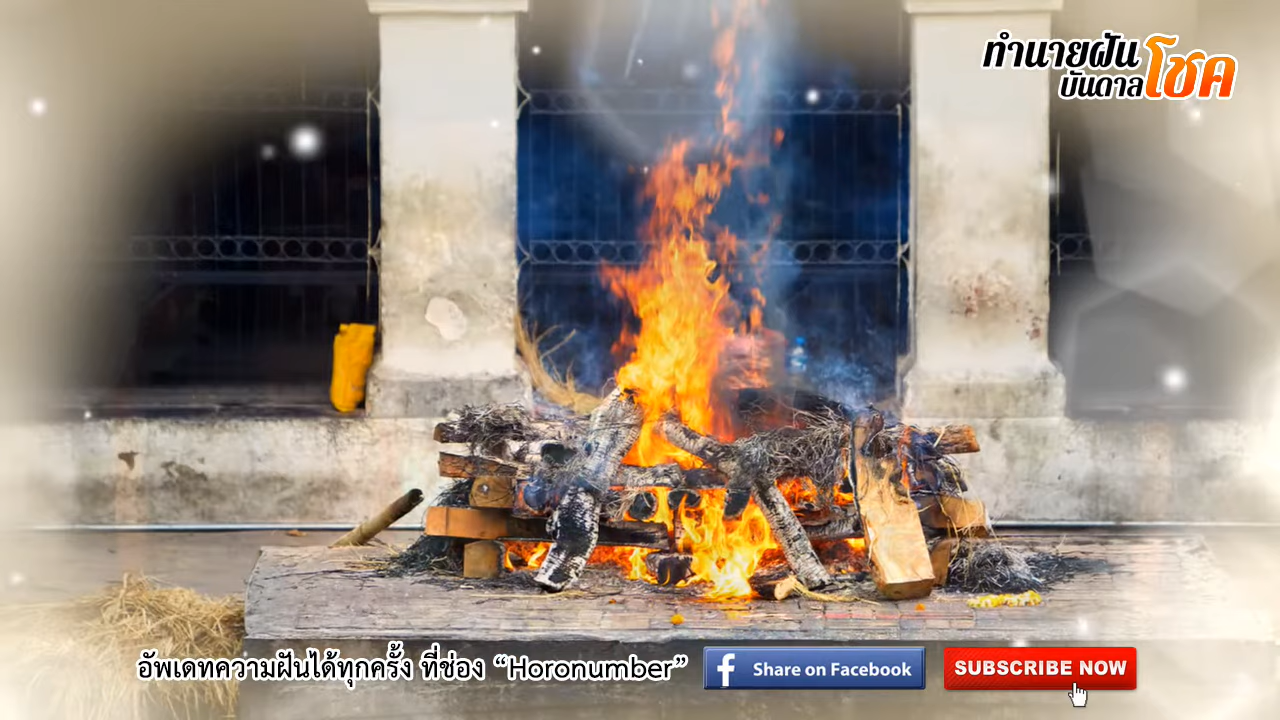 ทำนายฝัน
บันดาลโชค
อัพเดทความฝันได้ทุกครั้ง ที่ช่อง “Horonumber”
f Share on Facebook
SUBSCRIBE NOW